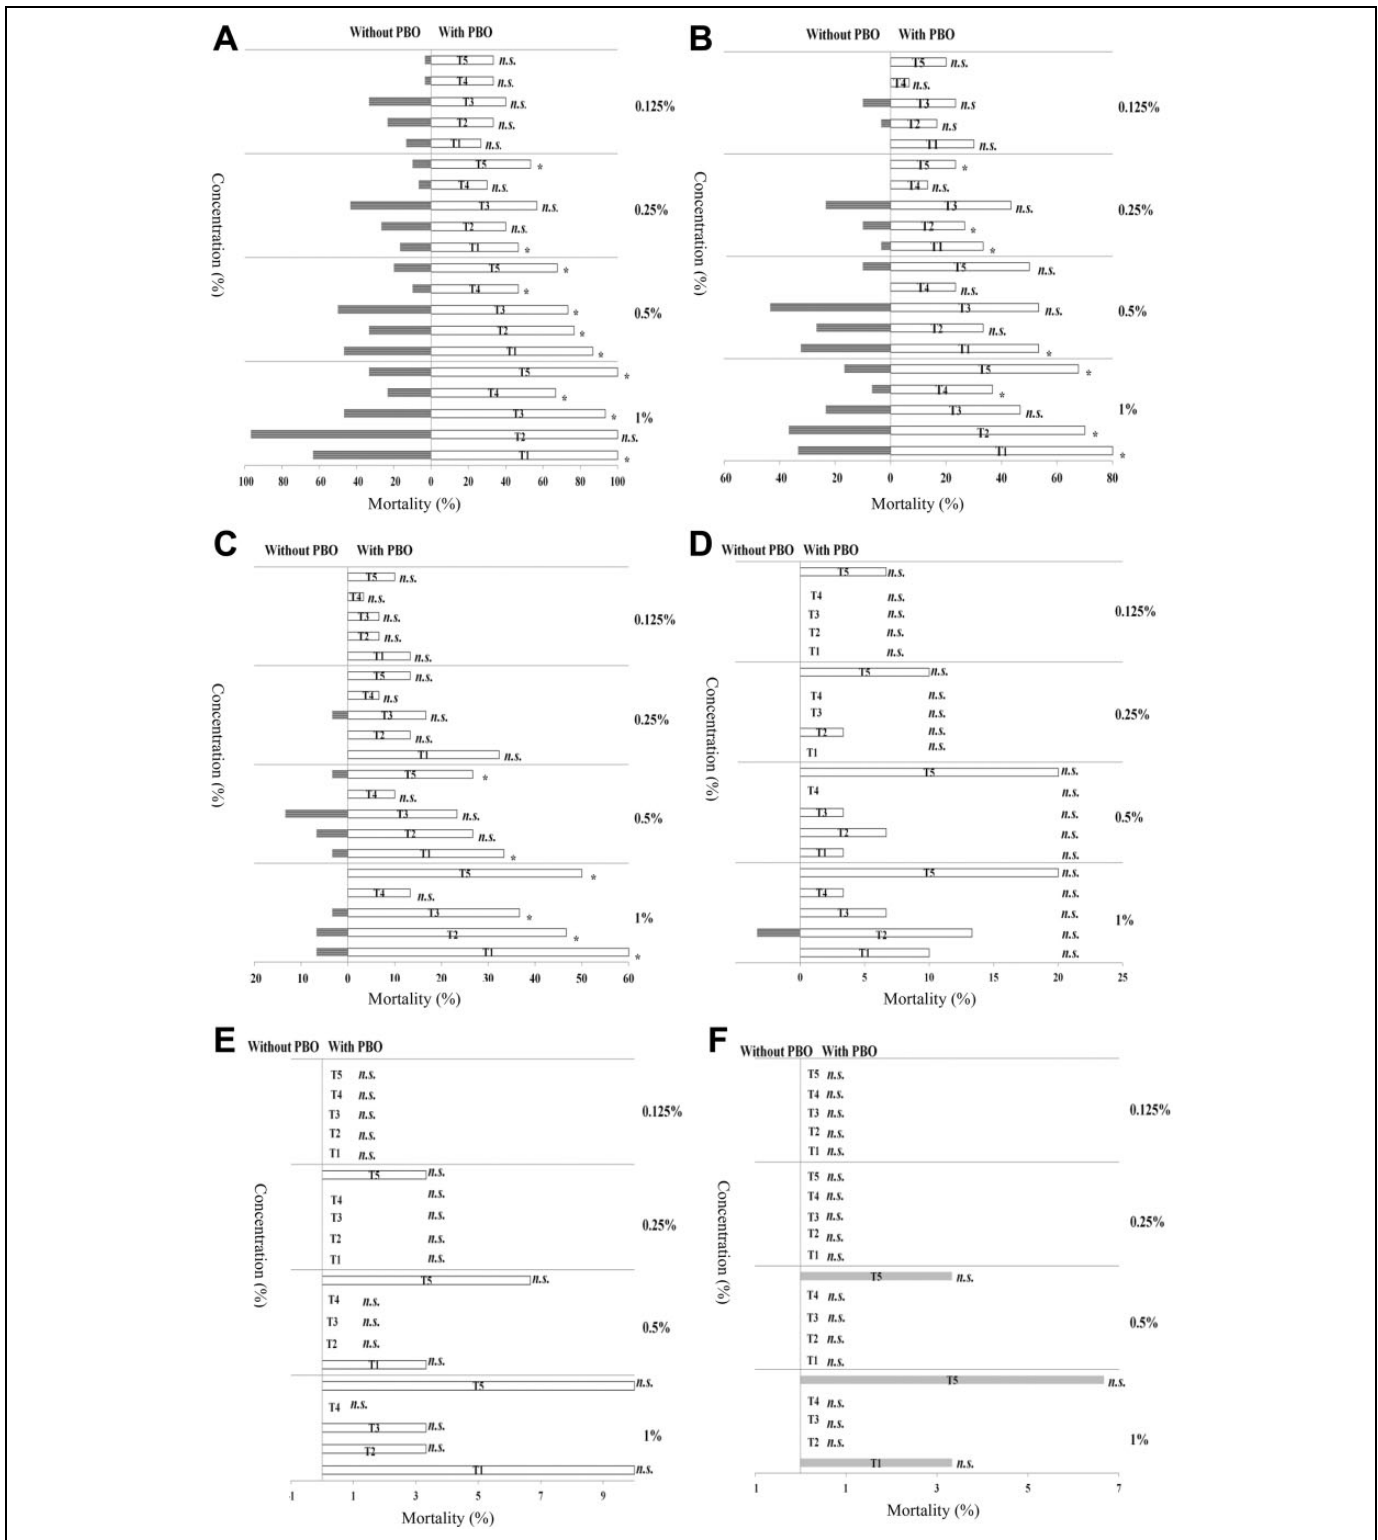 A Without PBO With PBO
T5 n.s.
T4 n.s.
T3 n.s. 0.125%
T2 n.s.
T1 n.s.
T5 *
T4 n.s.
T3 n.s. 0.25%
T2 n.s.
T1 *
T5 *
T4 *
T3 * 0.5%
T2 *
T1 *
T5 *
T4 *
T3 * 1%
T2 n.s.
T1 *
Concentration (%)
100 80 60 40 20 0 20 40 60 80 100
Mortality (%)
B Without PBO With PBO
T5 n.s.
T4 n.s.
T3 n.s 0.125%
T2 n.s
T1 n.s.
T5 *
T4 n.s.
T3 n.s. 0.25%
T2 *
T1 *
T5 n.s.
T4 n.s.
T3 n.s. 0.5%
T2 n.s.
T1 *
T5 *
T4 *
T3 n.s. 1%
T2 *
T1 *
Concentration (%)
60 40 20 0 20 40 60 80
Mortality (%)
C Without PBO With PBO
T5 n.s.
T4 n.s.
T3 n.s. 0.125%
T2 n.s.
T1 n.s.
T5 n.s.
T4 n.s
T3 n.s. 0.25%
T2 n.s.
T1 n.s.
T5 *
T4 n.s.
T3 n.s. 0.5%
T2 n.s.
T1 *
T5 *
T4 n.s.
T3 * 1%
T2 *
T1 *
Concentration (%)
20 10 0 10 20 30 40 50 60
Mortality (%)
D Without PBO With PBO
T5 n.s.
T4 n.s.
T3 n.s. 0.125%
T2 n.s.
T1 n.s.
T5 n.s.
T4 n.s.
T3 n.s. 0.25%
T2 n.s.
T1 n.s.
T5 n.s.
T4 n.s.
T3 n.s. 0.5%
T2 n.s.
T1 n.s.
T5 n.s.
T4 n.s.
T3 n.s. 1%
T2 n.s.
T1 n.s.
Concentration (%)
0 5 10 15 20 25
Mortality (%)
E Without PBO With PBO
T5 n.s.
T4 n.s.
T3 n.s. 0.125%
T2 n.s.
T1 n.s.
T5 n.s.
T4 n.s.
T3 n.s. 0.25%
T2 n.s.
T1 n.s.
T5 n.s.
T4 n.s.
T3 n.s. 0.5%
T2 n.s.
T1 n.s.
T5 n.s.
T4 n.s.
T3 n.s. 1%
T2 n.s.
T1 n.s.
Concentration (%)
-1 1 3 5 7 9
Mortality (%)
F Without PBO With PBO
T5 n.s.
T4 n.s.
T3 n.s. 0.125%
T2 n.s.
T1 n.s.
T5 n.s.
T4 n.s.
T3 n.s. 0.25%
T2 n.s.
T1 n.s.
T5 n.s.
T4 n.s.
T3 n.s. 0.5%
T2 n.s.
T1 n.s.
T5 n.s.
T4 n.s.
T3 n.s. 1%
T2 n.s.
T1 n.s.
Concentration (%)
1 1 3 5 7
Mortality (%)